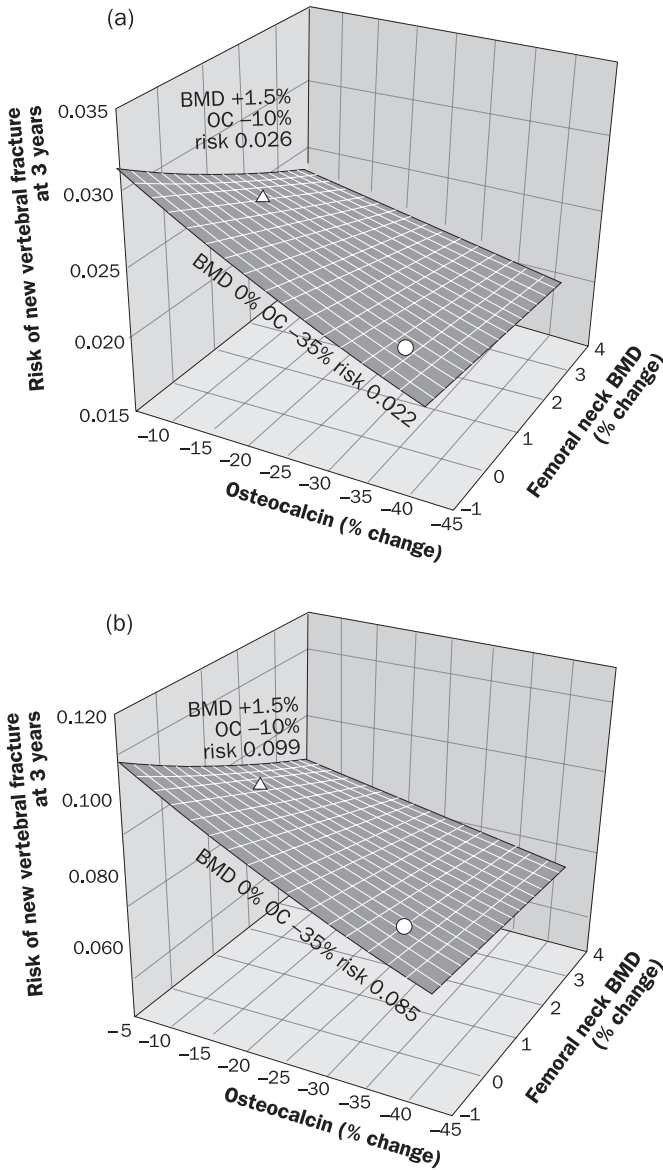 (a)
BMD +1.5%
OC –10%
risk 0.026
BMD 0% OC –35% risk 0.022
Risk of new vertebral fracture
at 3 years
0.035
0.030
0.025
0.020
0.015
–10
–15
–20
–25
–30
–35
–40
–45
Osteocalcin (% change)
–1
0
1
2
3
4
Femoral neck BMD
(% change)
(b)
BMD +1.5%
OC –10%
risk 0.099
BMD 0% OC –35% risk 0.085
Risk of new vertebral fracture
at 3 years
0.120
0.100
0.080
0.060
–5
–10
–15
–20
–25
–30
–35
–40
–45
Osteocalcin (% change)
–1
0
1
2
3
4
Femoral neck BMD
(% change)